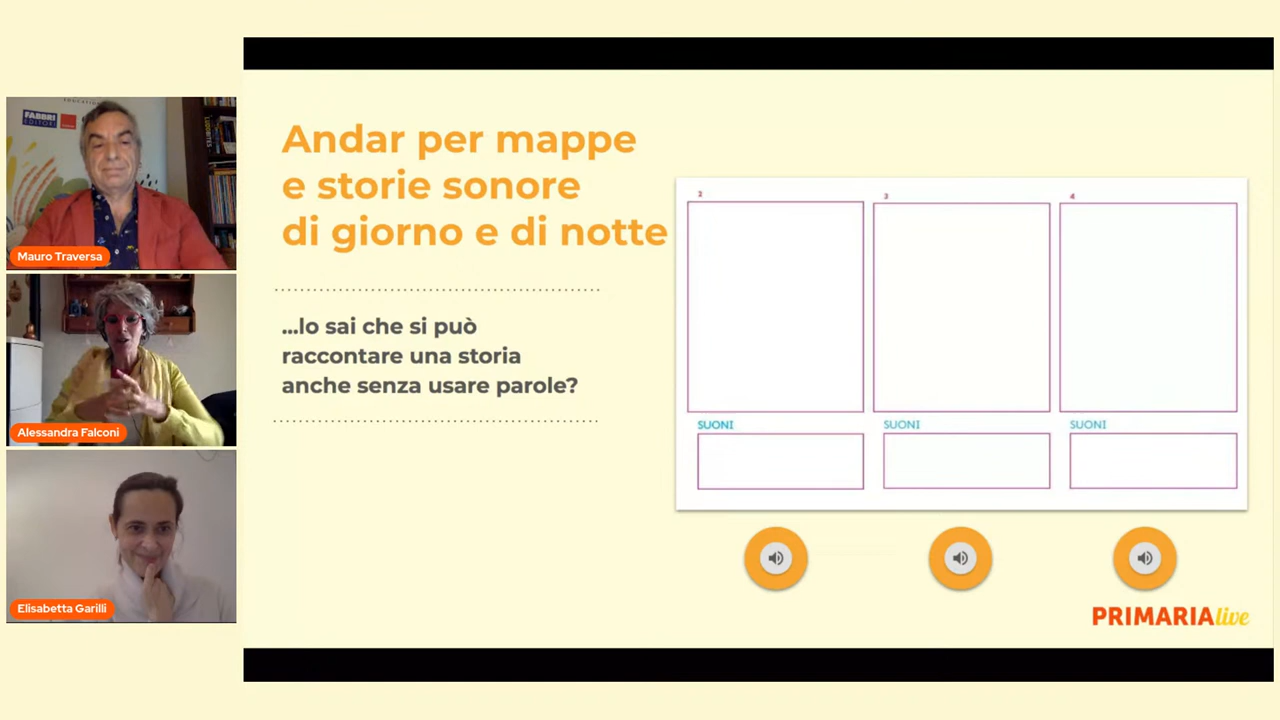 FABBRI
EDITORI
Mauro Traversa
Alessandra Falconi
Elisabetta Garilli
Andar per mappe
e storie sonore
di giorno e di notte
...lo sai che si può
raccontare una storia
anche senza usare parole?
2
3
4
SUONI
SUONI
SUONI
PRIMARIA live